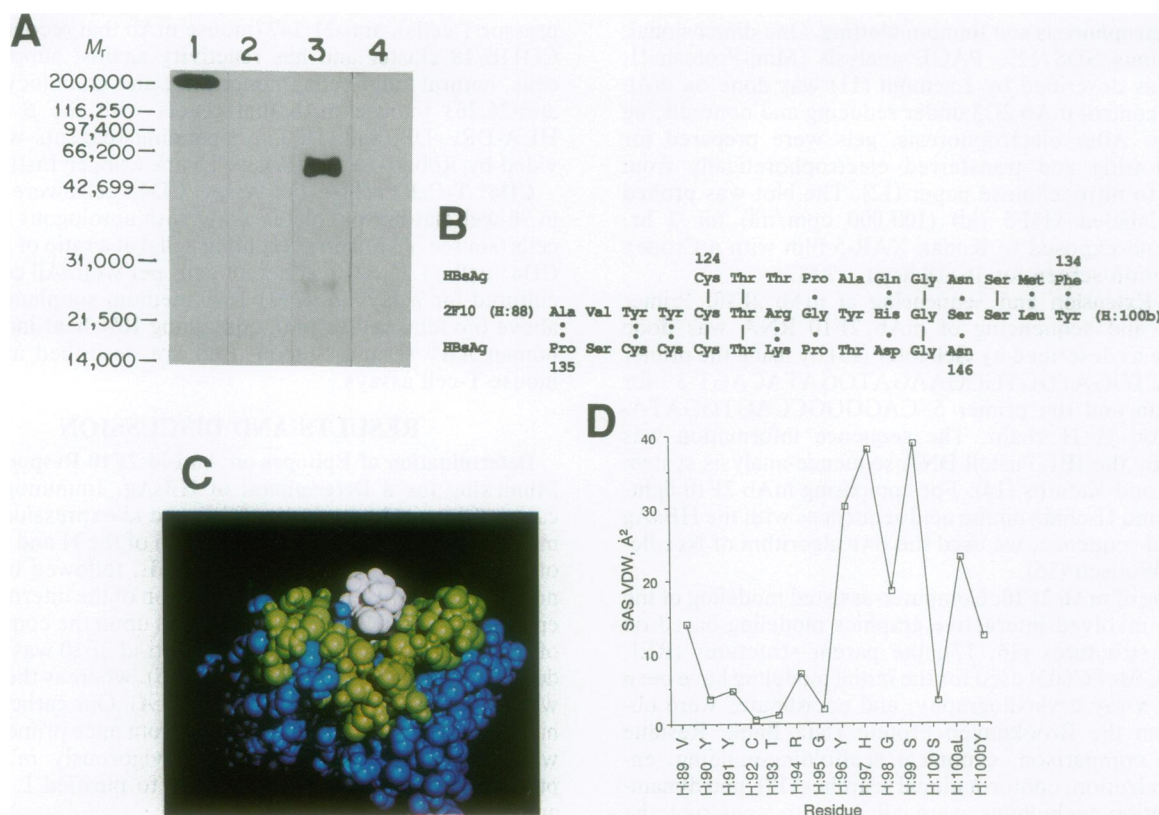 A
Mr 1 2 3 4
200,000—
116,250—
97,400—
66,200—
42,699—
31,000—
21,500—
14,400—
B
124 134
HBsAg Cys Thr Thr Pro Ala Gln Gly Asn Ser Met Phe
2F10 (H:88) Ala Val Tyr Tyr Cys Thr Arg Gly Tyr His Gly Ser Ser Leu Tyr (H:100b)
HBsAg Pro Ser Cys Cys Cys Thr Lys Pro Thr Asp Gly Asn
135 146
C
D
SAS VDW, Å²
40
30
20
10
0
H:89 V
H:90 Y
H:91 Y
H:92 C
H:93 T
H:94 R
H:95 G
H:96 Y
H:97 H
H:98 G
H:99 S
H:100 S
H:100aL
H:100bY
Residue